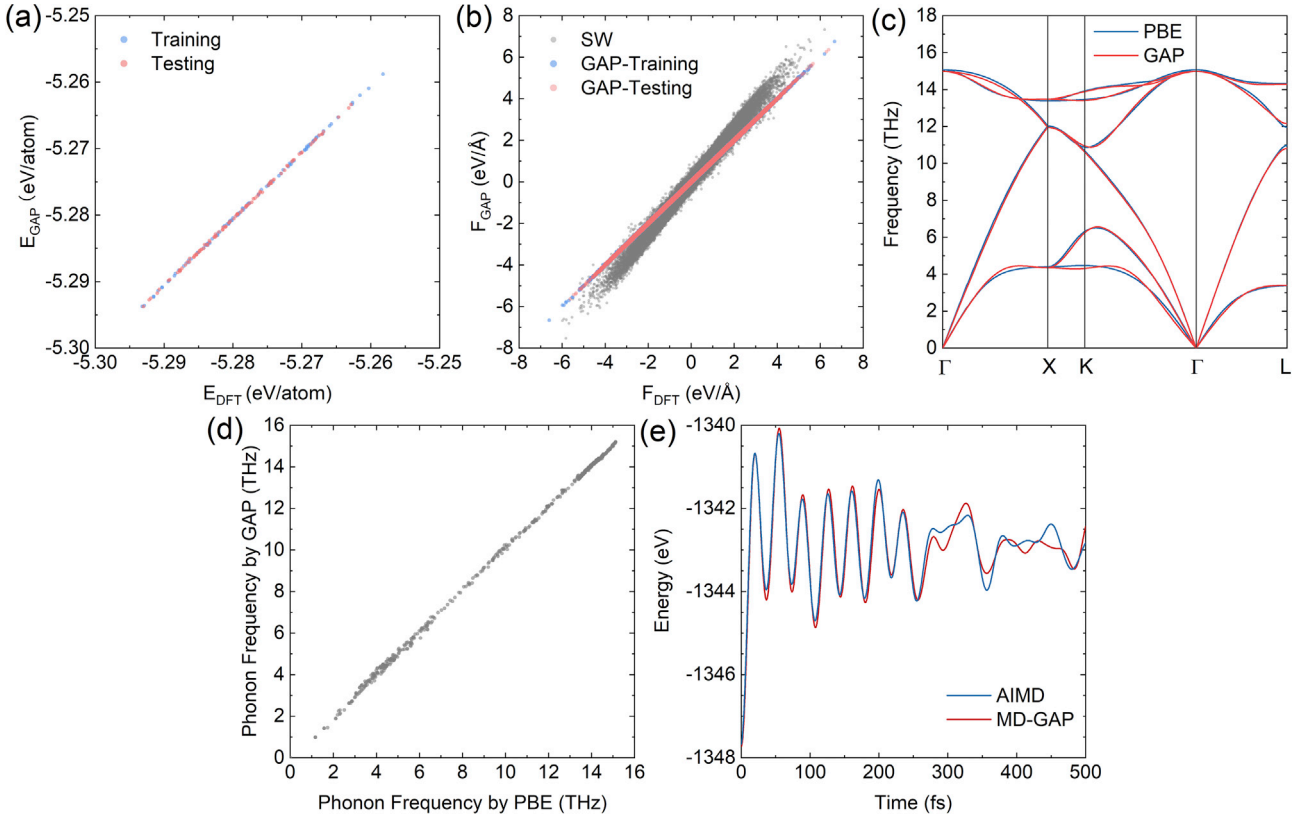 (a)
-5.25
-5.26
-5.27
-5.28
-5.29
-5.30
E_GAP (eV/atom)
Training
Testing
-5.30 -5.29 -5.28 -5.27 -5.26 -5.25
E_DFT (eV/atom)
(b)
8
6
4
2
0
-2
-4
-6
-8
F_GAP (eV/Å)
SW
GAP-Training
GAP-Testing
-8 -6 -4 -2 0 2 4 6 8
F_DFT (eV/Å)
(c)
18
16
14
12
10
8
6
4
2
0
Frequency (THz)
PBE
GAP
Γ X K Γ L
(d)
16
14
12
10
8
6
4
2
0
Phonon Frequency by GAP (THz)
0 2 4 6 8 10 12 14 16
Phonon Frequency by PBE (THz)
(e)
-1340
-1342
-1344
-1346
-1348
Energy (eV)
AIMD
MD-GAP
0 100 200 300 400 500
Time (fs)